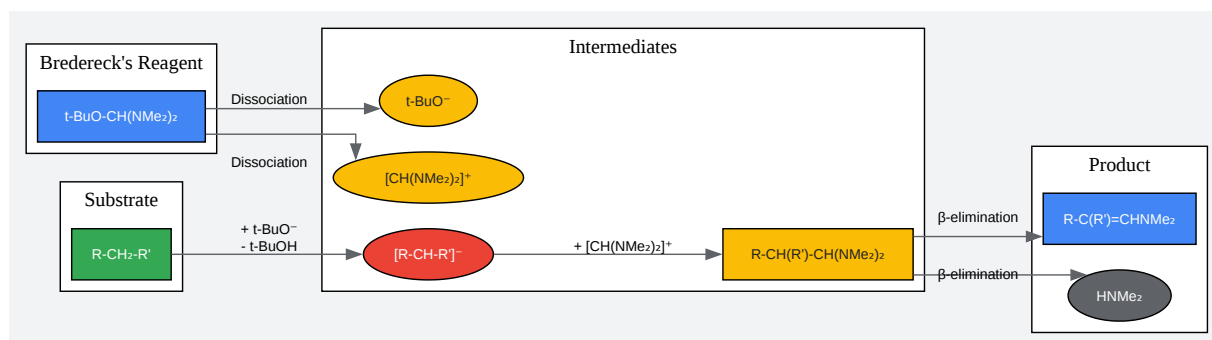 Bredereck's Reagent
t-BuO-CH(NMe₂)₂
Dissociation
Dissociation
Substrate
R-CH₂-R'
+ t-BuO⁻
- t-BuOH
Intermediates
t-BuO⁻
[CH(NMe₂)₂]⁺
[R-CH-R']⁻
+ [CH(NMe₂)₂]⁺
R-CH(R')-CH(NMe₂)₂
β-elimination
β-elimination
Product
R-C(R')=CHNMe₂
HNMe₂